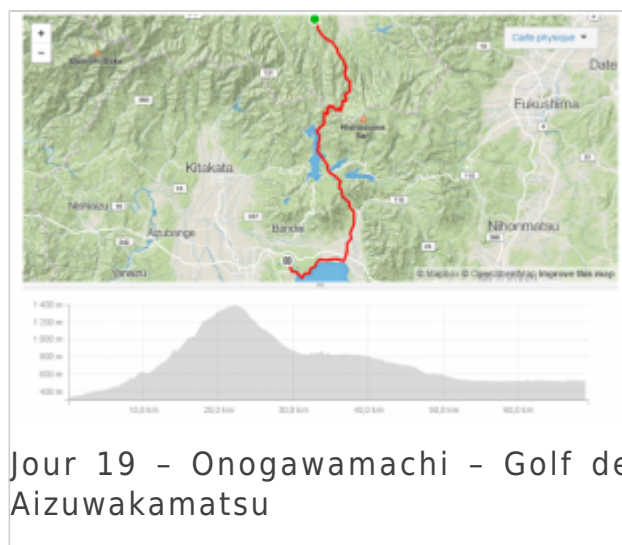 +
Carte physique
−
Date
Fukushima
Kitakata
Nishiaizu
Aizubange
Bandai
Nihonmatsu
Yanaizu
© Mapbox © OpenStreetMap Improve this map
1 400 m
1 200 m
1 000 m
800 m
600 m
400 m
10,0 km
20,0 km
30,0 km
40,0 km
50,0 km
60,0 km
Jour 19 – Onogawamachi – Golf de
Aizuwakamatsu